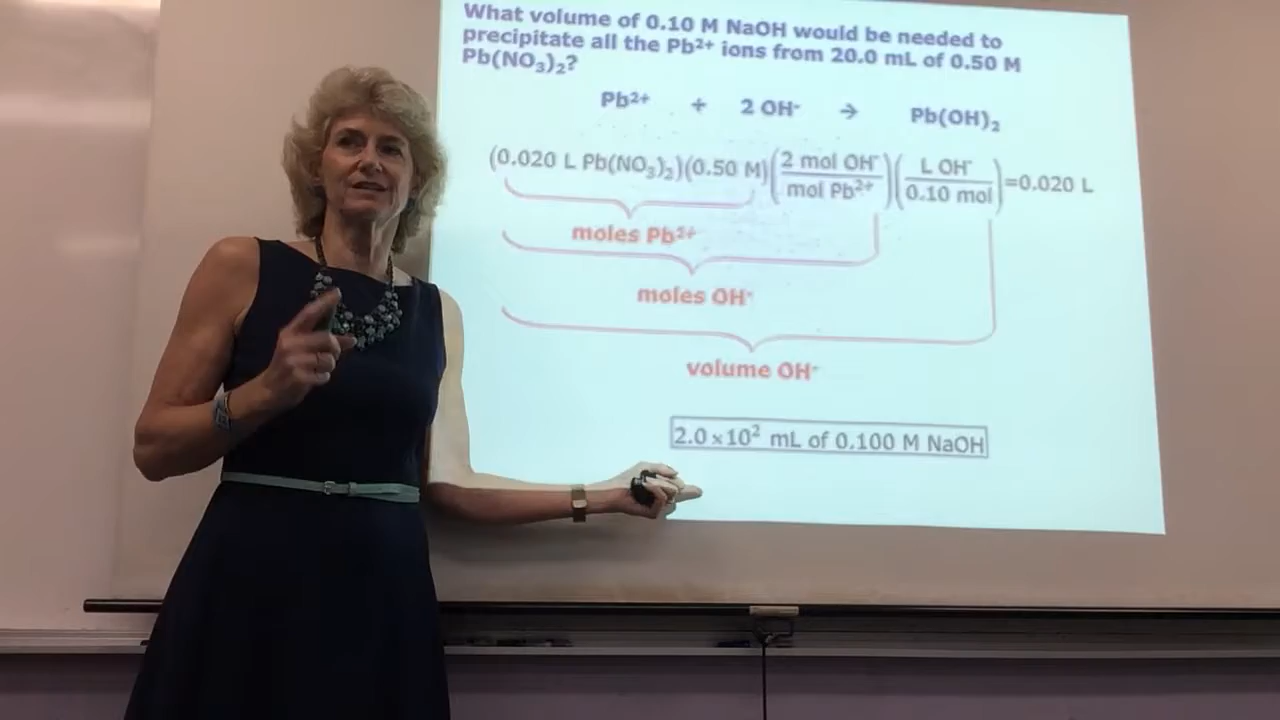 What volume of 0.10 M NaOH would be needed to
precipitate all the Pb²⁺ ions from 20.0 mL of 0.50 M
Pb(NO₃)₂?
Pb²⁺ + 2 OH⁻ → Pb(OH)₂
(0.020 L Pb(NO₃)₂)(0.50 M)(2 mol OH⁻/mol Pb²⁺)(L OH⁻/0.10 mol)=0.020 L
moles Pb²⁺
moles OH⁻
volume OH⁻
2.0×10² mL of 0.100 M NaOH